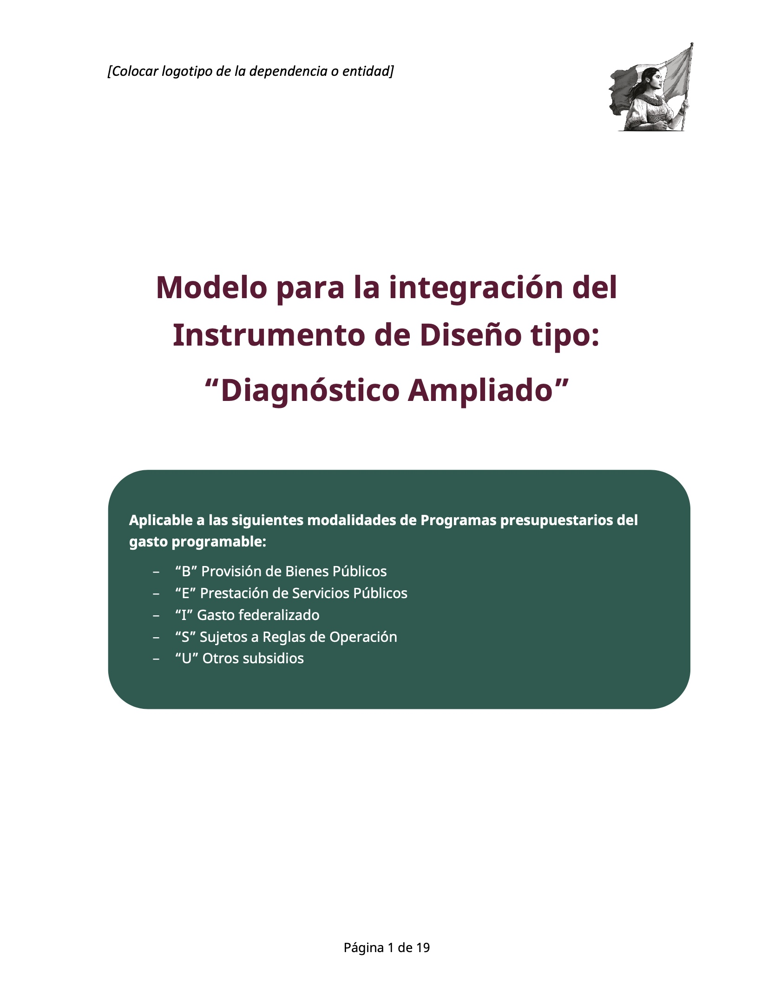 [Colocar logotipo de la dependencia o entidad]
Modelo para la integración del
Instrumento de Diseño tipo:
“Diagnóstico Ampliado”
Aplicable a las siguientes modalidades de Programas presupuestarios del
gasto programable:
– “B” Provisión de Bienes Públicos
– “E” Prestación de Servicios Públicos
– “I” Gasto federalizado
– “S” Sujetos a Reglas de Operación
– “U” Otros subsidios
Página 1 de 19